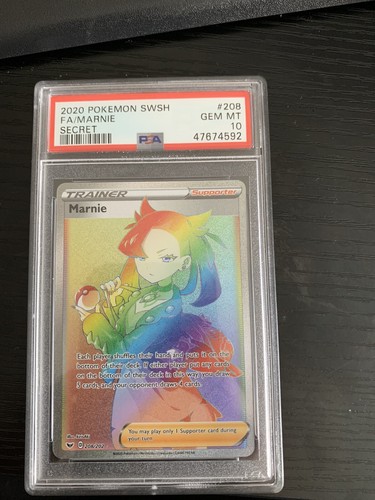 2020 POKEMON SWSH #208
FA/MARNIE GEM MT
SECRET PSA 10
47674592
TRAINER Supporter
Marnie
Each player shuffles their hand and puts it on the
bottom of their deck. If either player put any cards
on the bottom of their deck in this way, you draw
5 cards, and your opponent draws 4 cards.
You may play only 1 Supporter card during
your turn.
208/202